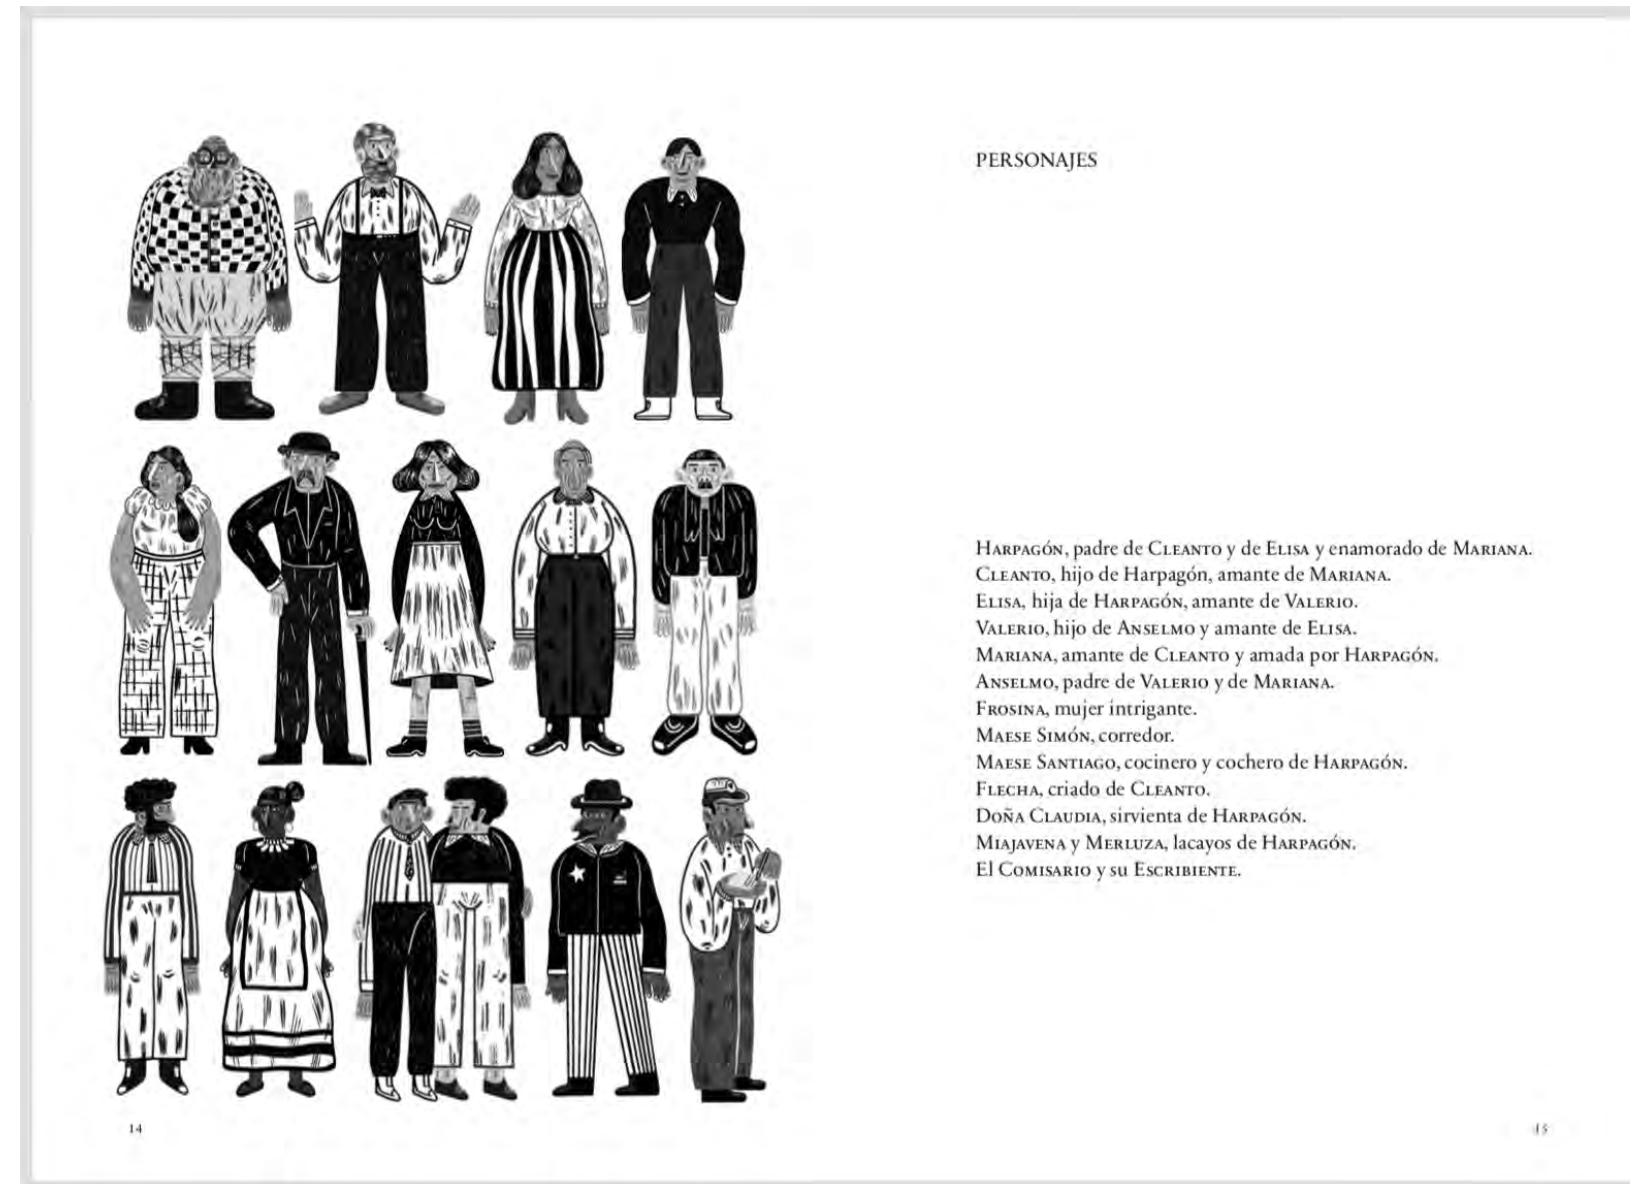 PERSONAJES
HARPAGÓN, padre de CLEANTO y de ELISA y enamorado de MARIANA.
CLEANTO, hijo de Harpagón, amante de MARIANA.
ELISA, hija de HARPAGÓN, amante de VALERIO.
VALERIO, hijo de ANSELMO y amante de ELISA.
MARIANA, amante de CLEANTO y amada por HARPAGÓN.
ANSELMO, padre de VALERIO y de MARIANA.
FROSINA, mujer intrigante.
MAESE SIMÓN, corredor.
MAESE SANTIAGO, cocinero y cochero de HARPAGÓN.
FLECHA, criado de CLEANTO.
DOÑA CLAUDIA, sirvienta de HARPAGÓN.
MIAJAVENA y MERLUZA, lacayos de HARPAGÓN.
El COMISARIO y su ESCRIBIENTE.
14
15